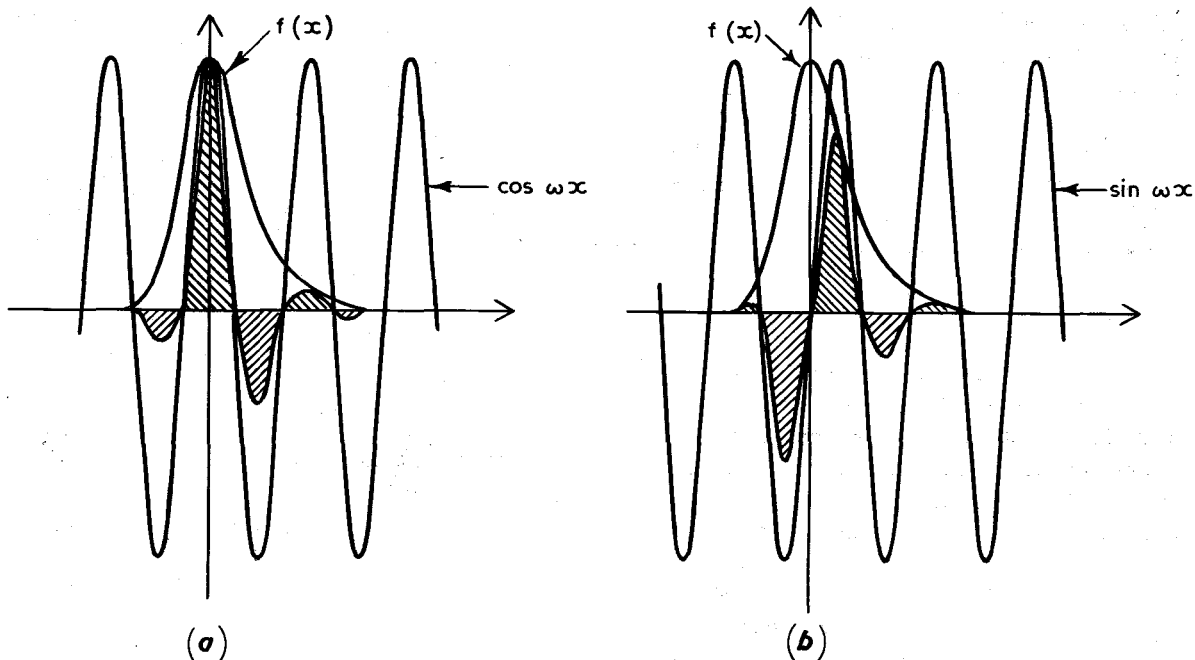 f(x)
cos ωx
(a)
f(x)
sin ωx
(b)